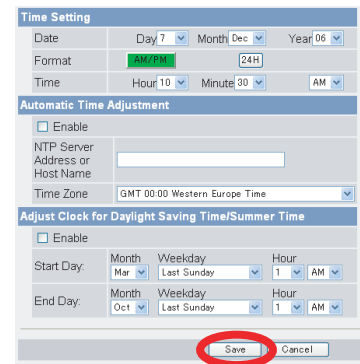 Time Setting
Date Day 7 Month Dec Year 06
Format AM/PM 24H
Time Hour 10 Minute 30 AM
Automatic Time Adjustment
Enable
NTP Server
Address or
Host Name
Time Zone GMT 00:00 Western Europe Time
Adjust Clock for Daylight Saving Time/Summer Time
Enable
Month Weekday Hour
Start Day: Mar Last Sunday 1 AM
Month Weekday Hour
End Day: Oct Last Sunday 1 AM
Save Cancel